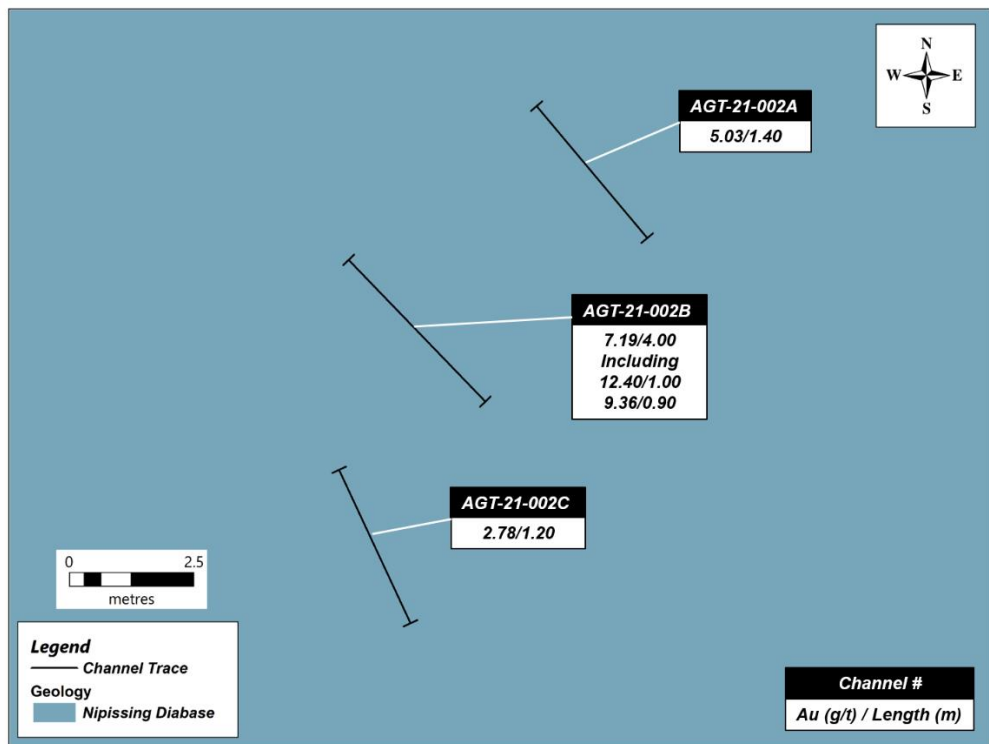 N
W E
S
AGT-21-002A
5.03/1.40
AGT-21-002B
7.19/4.00
Including
12.40/1.00
9.36/0.90
AGT-21-002C
2.78/1.20
0 2.5
metres
Legend
Channel Trace
Geology
Nipissing Diabase
Channel #
Au (g/t) / Length (m)